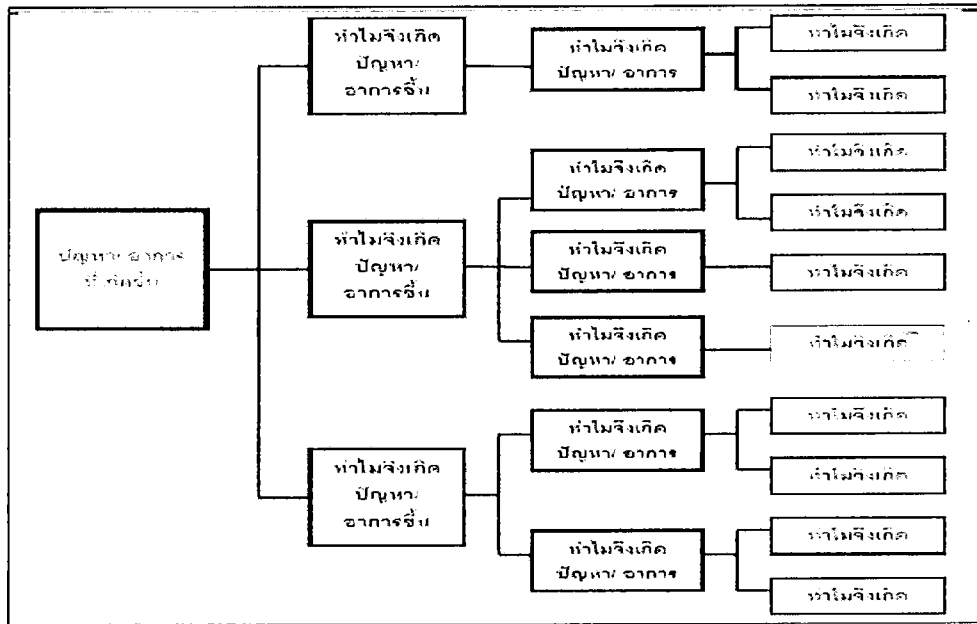 ปัญหา/ อาการ
ที่เกิดขึ้น
ทำไมจึงเกิด
ปัญหา/
อาการขึ้น
ทำไมจึงเกิด
ปัญหา/ อาการ
ทำไมจึงเกิด
ทำไมจึงเกิด
ทำไมจึงเกิด
ปัญหา/
อาการขึ้น
ทำไมจึงเกิด
ปัญหา/ อาการ
ทำไมจึงเกิด
ทำไมจึงเกิด
ทำไมจึงเกิด
ปัญหา/ อาการ
ทำไมจึงเกิด
ทำไมจึงเกิด
ปัญหา/ อาการ
ทำไมจึงเกิด
ทำไมจึงเกิด
ปัญหา/
อาการขึ้น
ทำไมจึงเกิด
ปัญหา/ อาการ
ทำไมจึงเกิด
ทำไมจึงเกิด
ทำไมจึงเกิด
ปัญหา/ อาการ
ทำไมจึงเกิด
ทำไมจึงเกิด